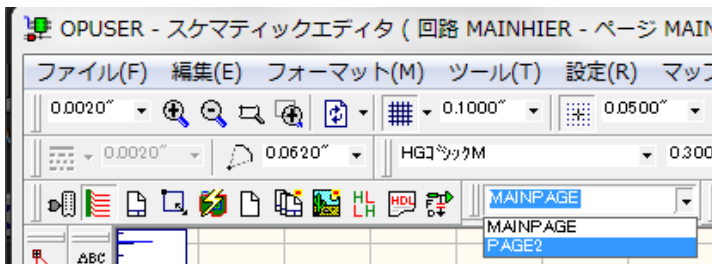 OPUSER - スケマティックエディタ ( 回路 MAINHIER - ページ MAIN
ファイル(F) 編集(E) フォーマット(M) ツール(T) 設定(R) マップ
0.0020″ 0.1000″ 0.0500″
0.0020″ 0.0620″ HGｺﾞｼｯｸM 0.300
HL LH HDL MAINPAGE
MAINPAGE
PAGE2
ABC